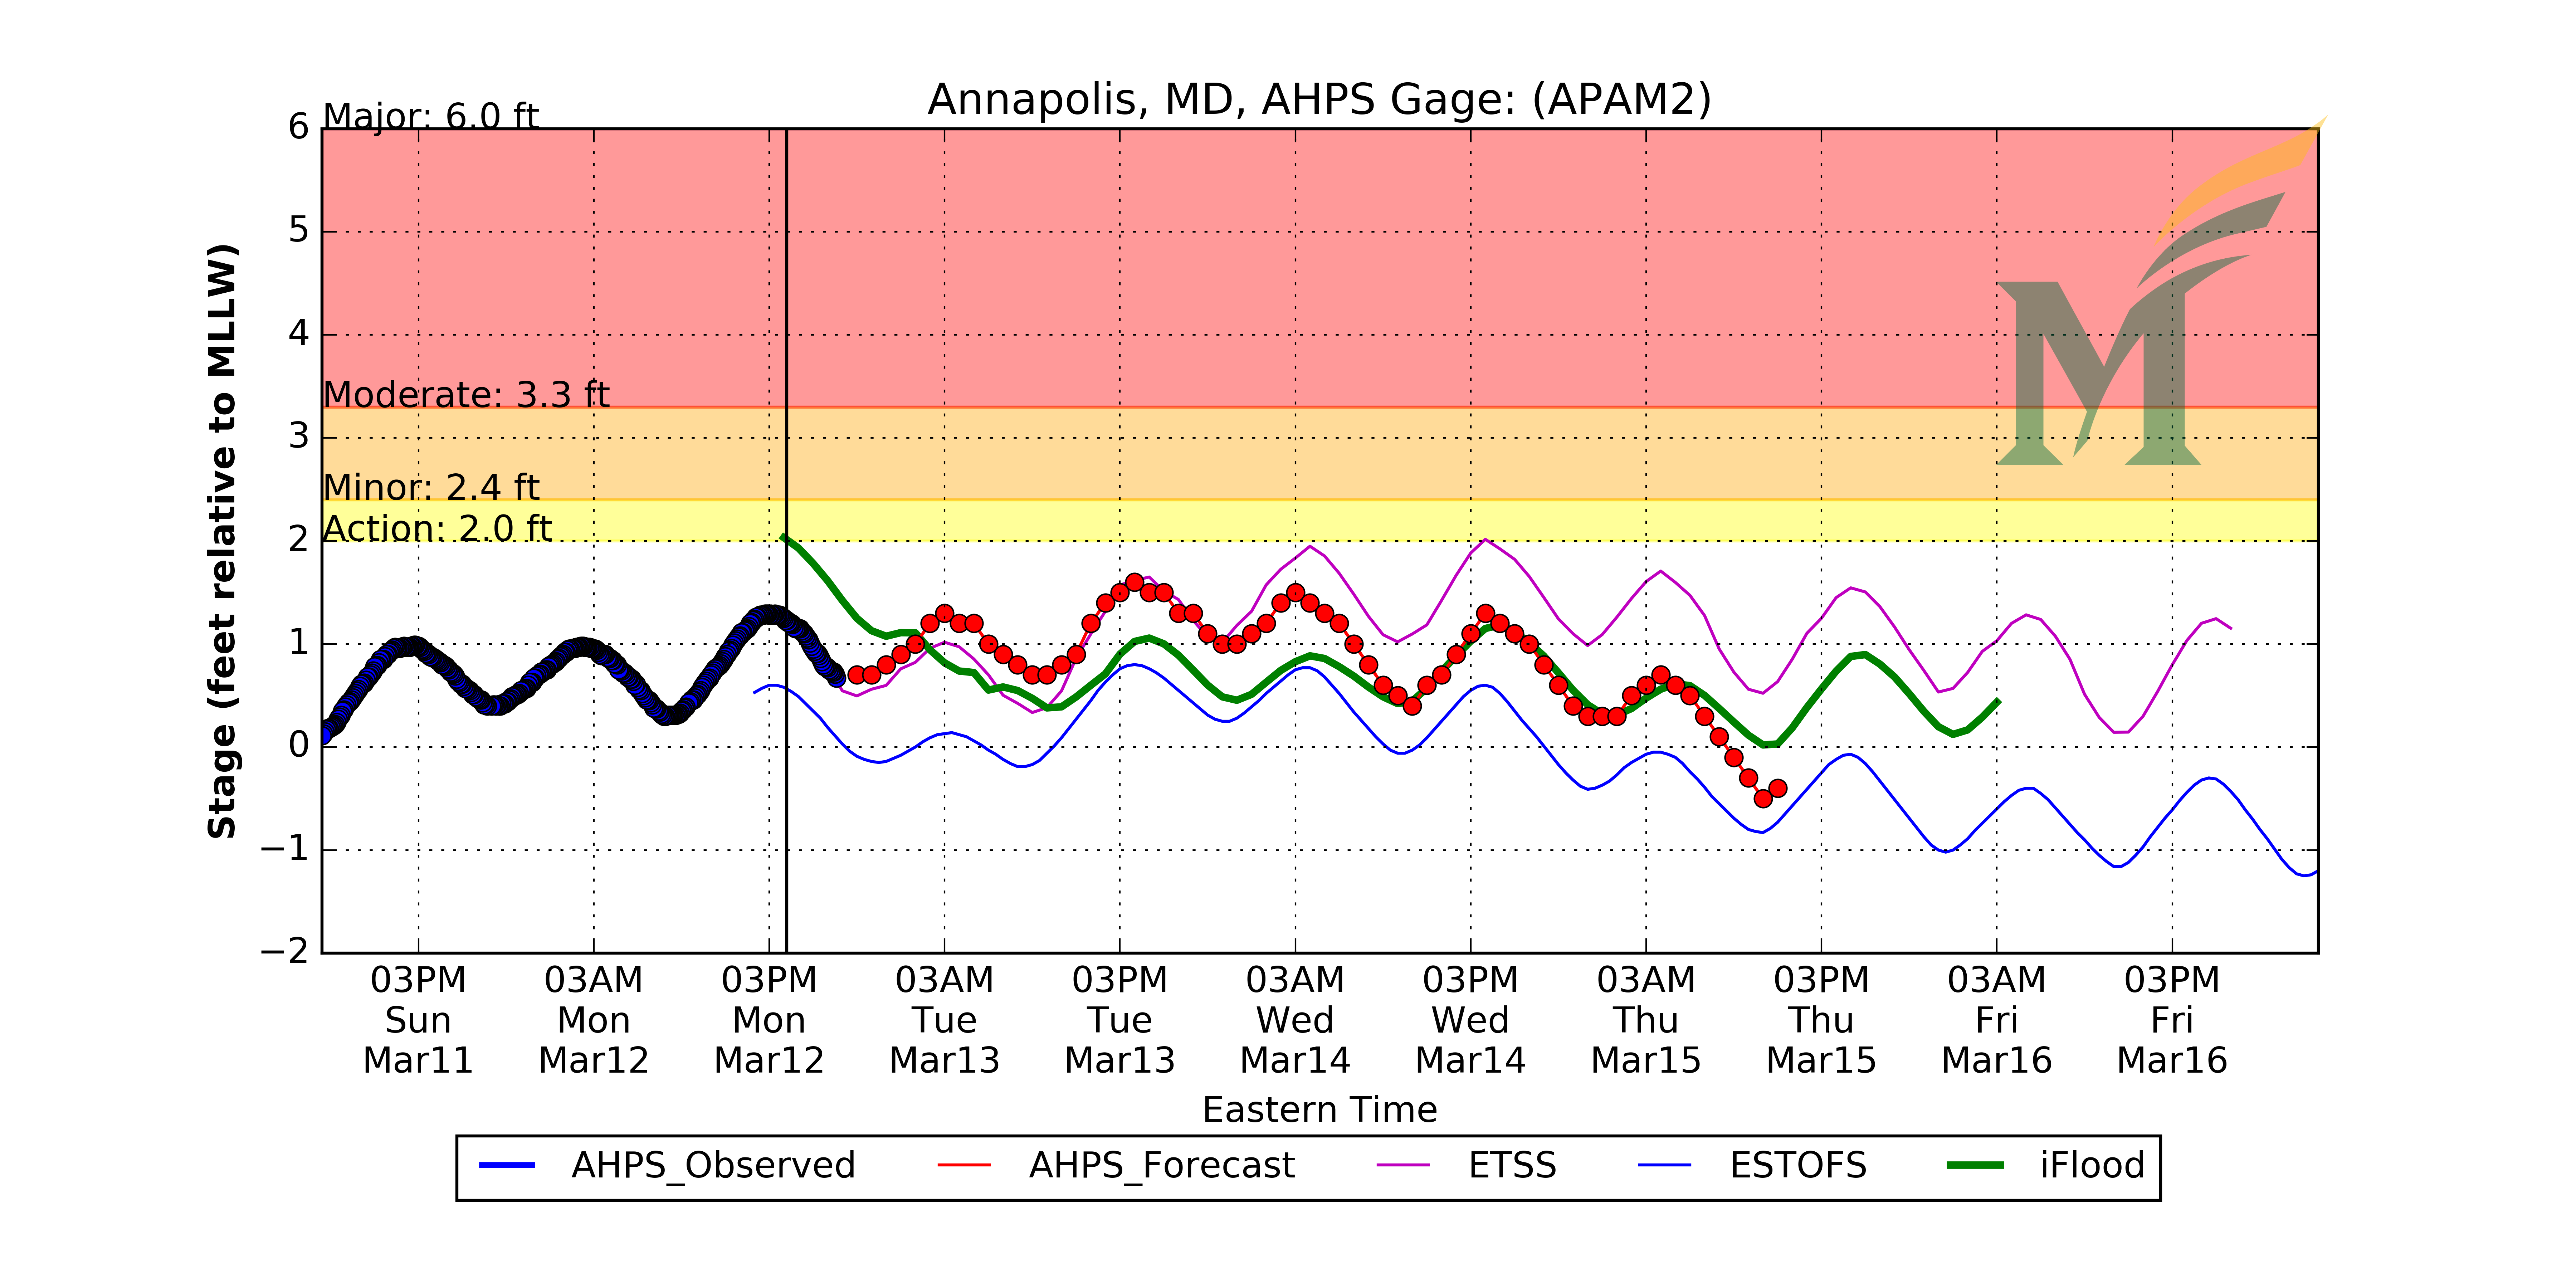 Annapolis, MD, AHPS Gage: (APAM2)
Major: 6.0 ft
Moderate: 3.3 ft
Minor: 2.4 ft
Action: 2.0 ft
6
5
4
3
2
1
0
−1
−2
Stage (feet relative to MLLW)
03PM 03AM 03PM 03AM 03PM 03AM 03PM 03AM 03PM 03AM 03PM
Sun Mon Mon Tue Tue Wed Wed Thu Thu Fri Fri
Mar11 Mar12 Mar12 Mar13 Mar13 Mar14 Mar14 Mar15 Mar15 Mar16 Mar16
Eastern Time
AHPS_Observed AHPS_Forecast ETSS ESTOFS iFlood
M